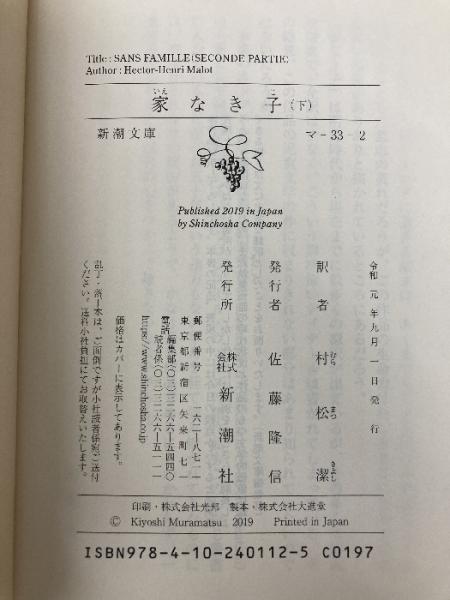 Title : SANS FAMILLE(SECONDE PARTIE)
Author : Hector-Henri Malot
いえ こ
家なき子(下)
新潮文庫 マ-33-2
Published 2019 in Japan
by Shinchosha Company
令和元年九月一日発行
訳者 村松潔
むら まつ きよし
発行者 佐藤隆信
発行所 株式会社 新潮社
郵便番号 一六二―八七一一
東京都新宿区矢来町七一
電話 編集部(〇三)三二六六―五四四〇
読者係(〇三)三二六六―五一一一
https://www.shinchosha.co.jp
価格はカバーに表示してあります。
乱丁・落丁本は、ご面倒ですが小社読者係宛ご送付
ください。送料小社負担にてお取替えいたします。
印刷・株式会社光邦 製本・株式会社大進堂
© Kiyoshi Muramatsu 2019 Printed in Japan
ISBN978-4-10-240112-5 C0197